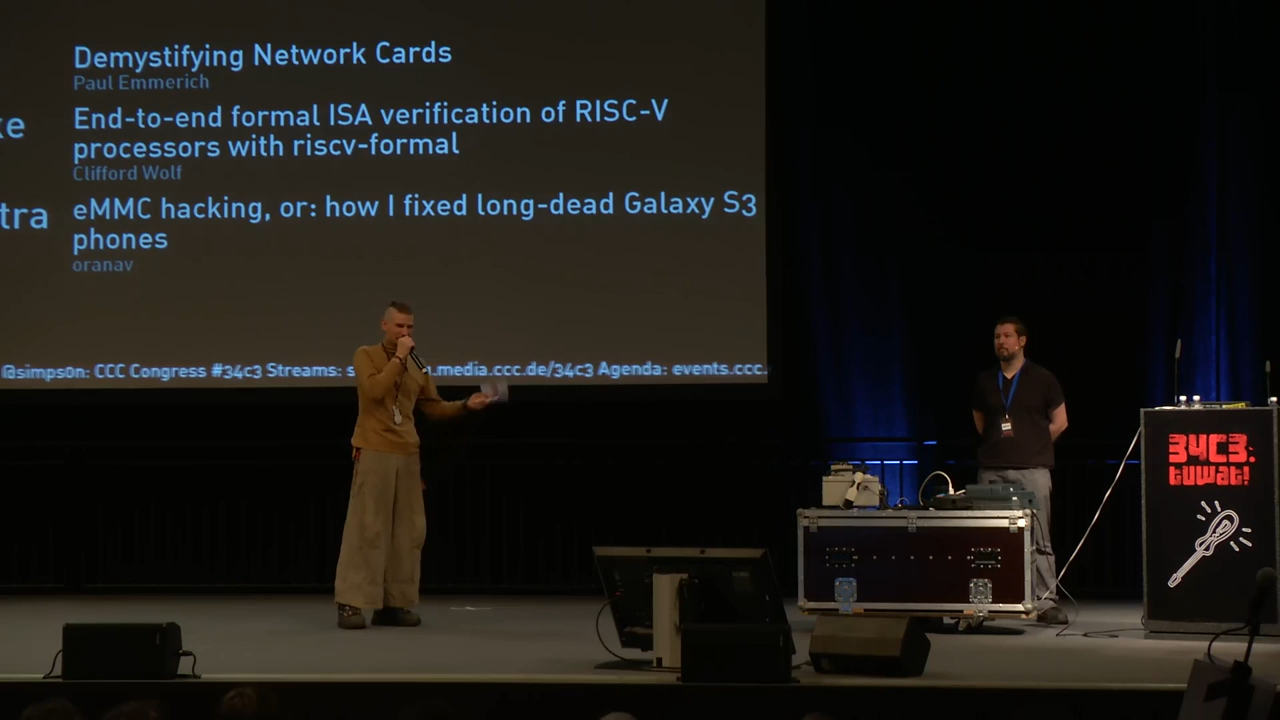 Demystifying Network Cards
Paul Emmerich
End-to-end formal ISA verification of RISC-V
ke
processors with riscv-formal
Clifford Wolf
tra
eMMC hacking, or: how I fixed long-dead Galaxy S3
phones
oranav
@simps0n: CCC Congress #34c3 Streams: s n.media.ccc.de/34c3 Agenda: events.ccc.
34C3.
tuwat!